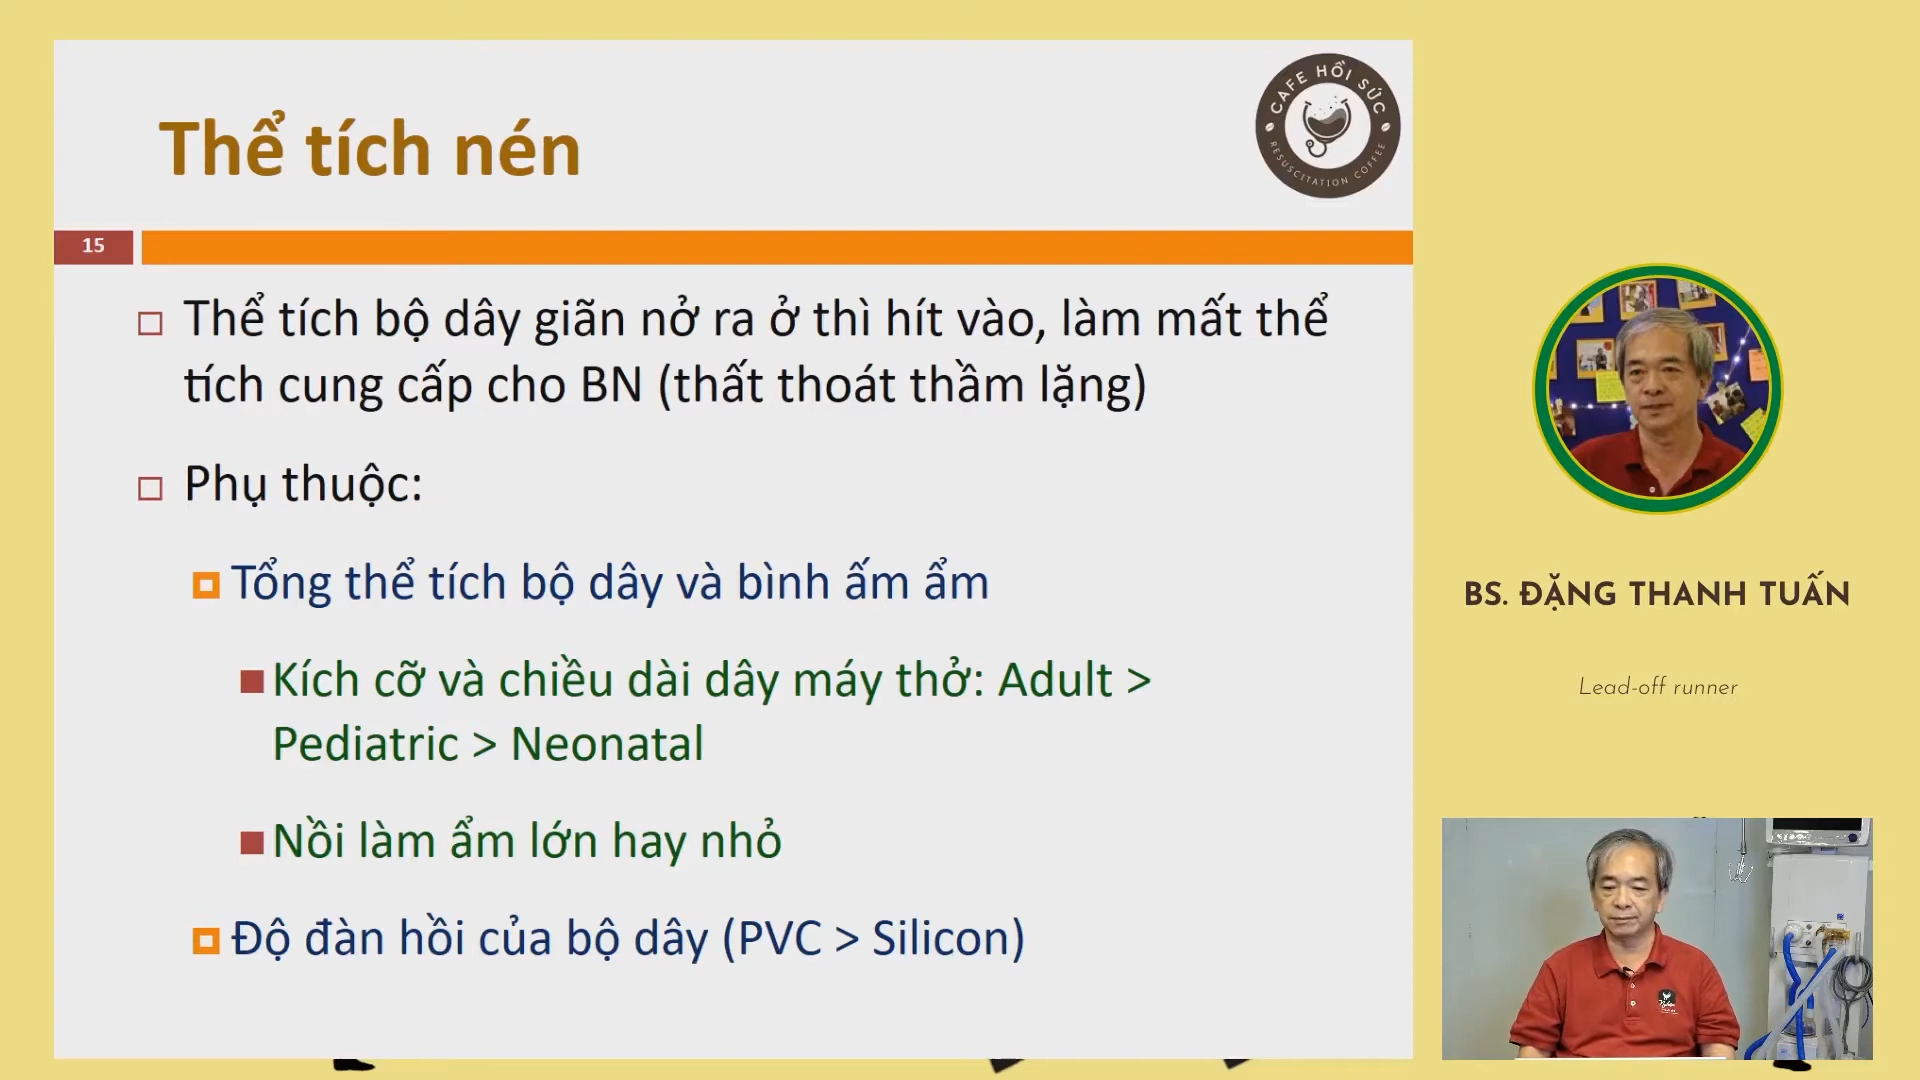 Thể tích nén
CAFE HỒI SỨC
RESUSCITATION COFFEE
15
Thể tích bộ dây giãn nở ra ở thì hít vào, làm mất thể
tích cung cấp cho BN (thất thoát thầm lặng)
Phụ thuộc:
Tổng thể tích bộ dây và bình ấm ẩm
Kích cỡ và chiều dài dây máy thở: Adult >
Pediatric > Neonatal
Nồi làm ẩm lớn hay nhỏ
Độ đàn hồi của bộ dây (PVC > Silicon)
BS. ĐẶNG THANH TUẤN
Lead-off runner